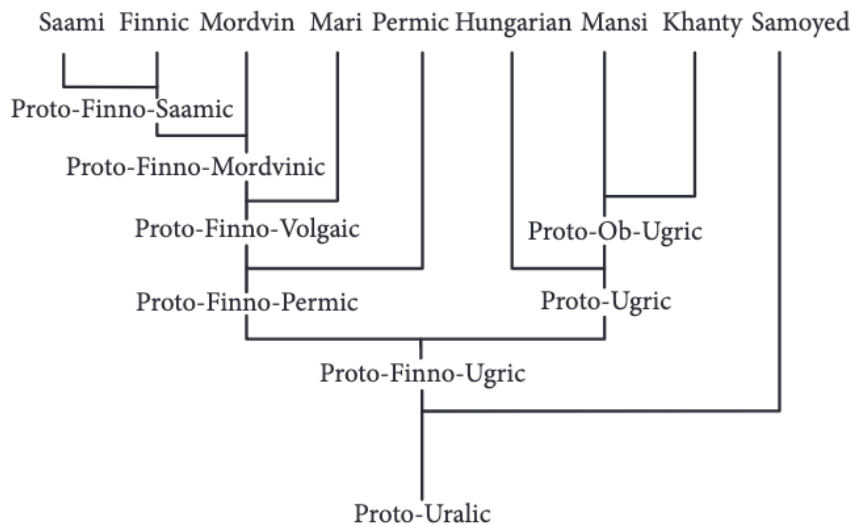 Saami Finnic Mordvin Mari Permic Hungarian Mansi Khanty Samoyed
Proto-Finno-Saamic
Proto-Finno-Mordvinic
Proto-Finno-Volgaic Proto-Ob-Ugric
Proto-Finno-Permic Proto-Ugric
Proto-Finno-Ugric
Proto-Uralic